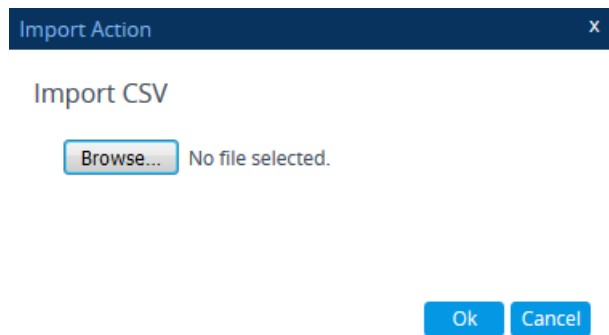 Import Action x
Import CSV
Browse... No file selected.
Ok Cancel